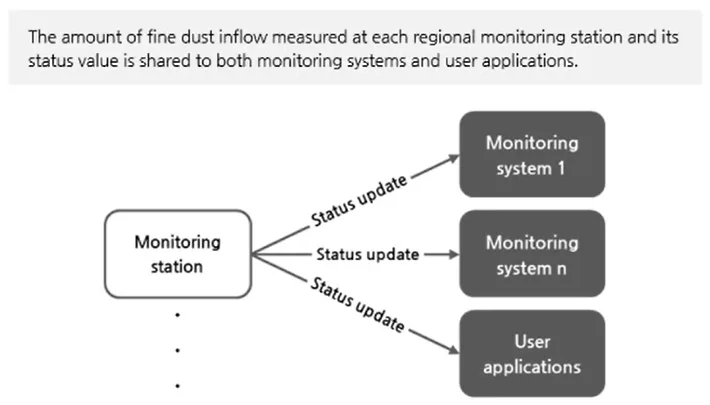 The amount of fine dust inflow measured at each regional monitoring station and its
status value is shared to both monitoring systems and user applications.
Monitoring
system 1
Status update
Monitoring
station
Status update
Monitoring
system n
Status update
User
applications